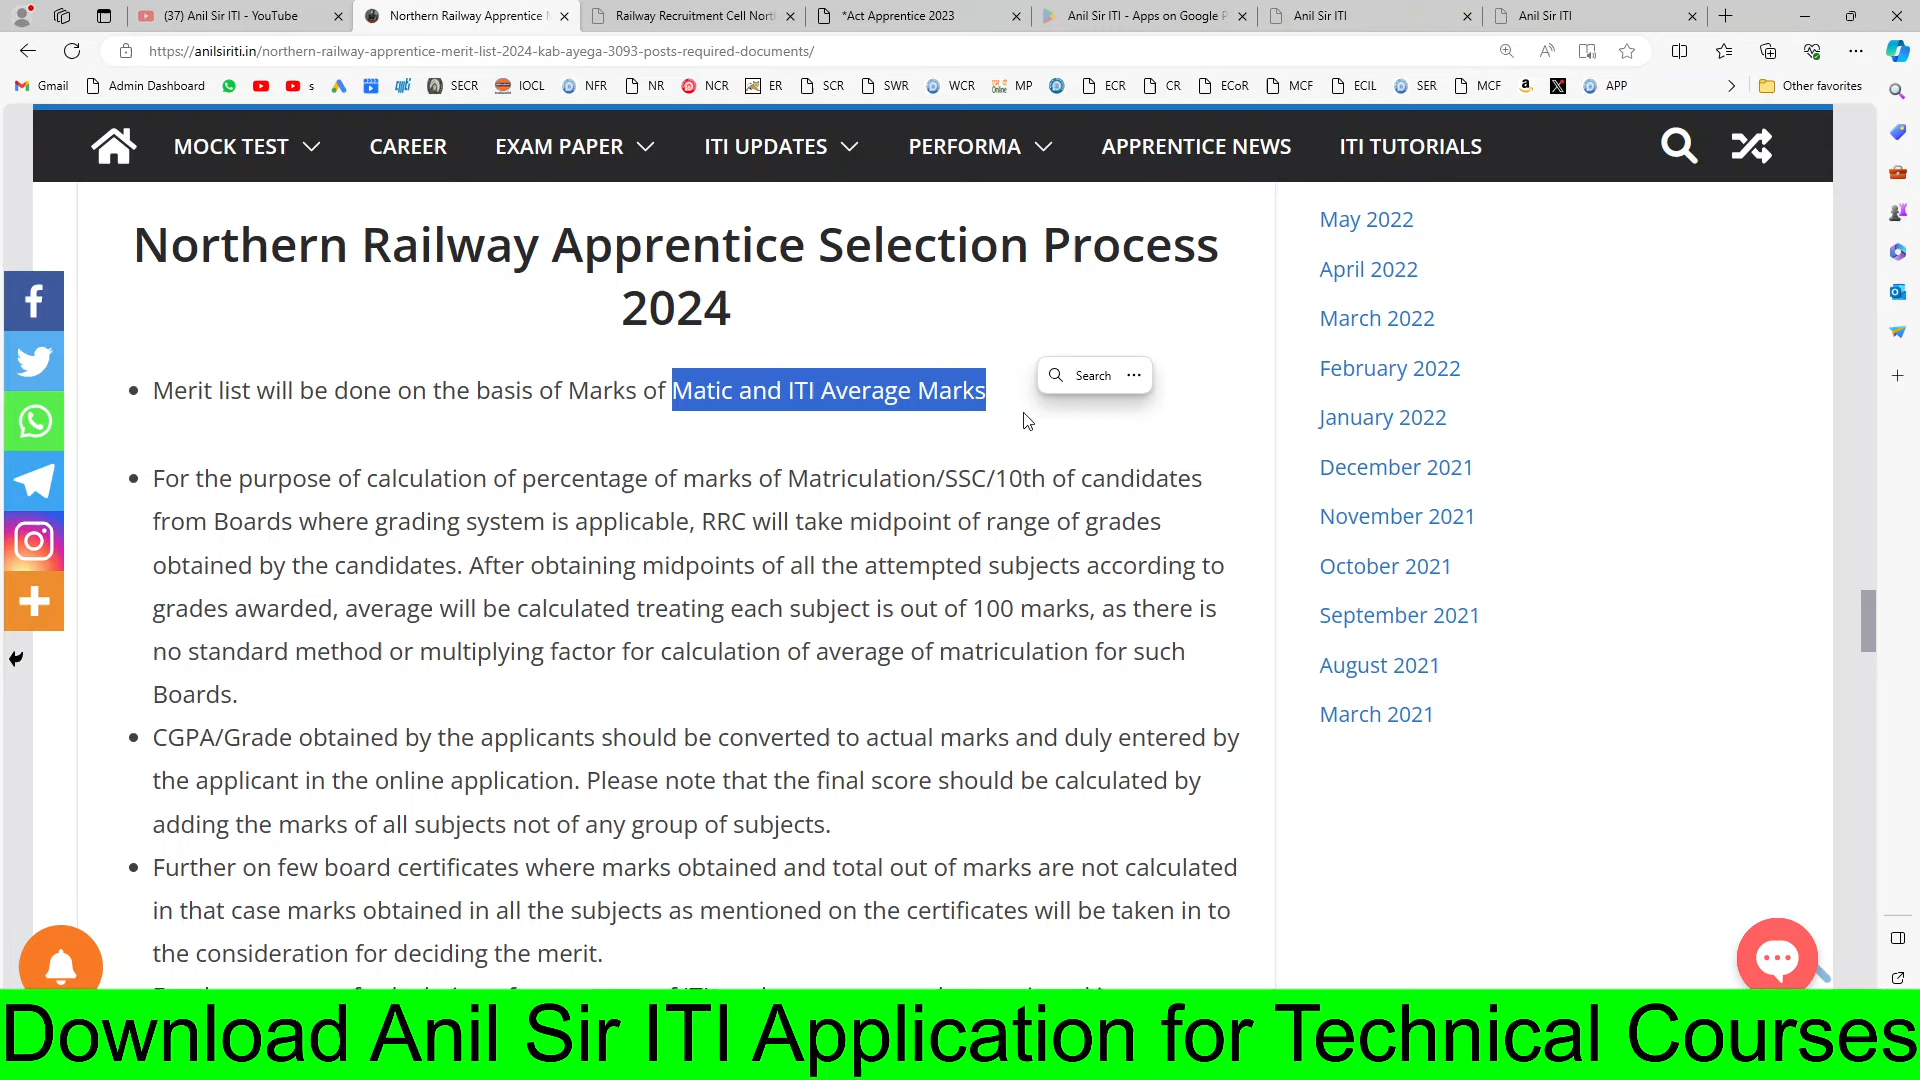 (37) Anil Sir ITI - YouTube
Northern Railway Apprentice M
Railway Recruitment Cell North
*Act Apprentice 2023
Anil Sir ITI - Apps on Google P
Anil Sir ITI
Anil Sir ITI
https://anilsiriti.in/northern-railway-apprentice-merit-list-2024-kab-ayega-3093-posts-required-documents/
Gmail Admin Dashboard s SECR IOCL NFR NR NCR ER SCR SWR WCR MP ECR CR ECoR MCF ECIL SER MCF APP Other favorites
MOCK TEST CAREER EXAM PAPER ITI UPDATES PERFORMA APPRENTICE NEWS ITI TUTORIALS
Northern Railway Apprentice Selection Process
2024
Search
• Merit list will be done on the basis of Marks of Matic and ITI Average Marks
• For the purpose of calculation of percentage of marks of Matriculation/SSC/10th of candidates
from Boards where grading system is applicable, RRC will take midpoint of range of grades
obtained by the candidates. After obtaining midpoints of all the attempted subjects according to
grades awarded, average will be calculated treating each subject is out of 100 marks, as there is
no standard method or multiplying factor for calculation of average of matriculation for such
Boards.
• CGPA/Grade obtained by the applicants should be converted to actual marks and duly entered by
the applicant in the online application. Please note that the final score should be calculated by
adding the marks of all subjects not of any group of subjects.
• Further on few board certificates where marks obtained and total out of marks are not calculated
in that case marks obtained in all the subjects as mentioned on the certificates will be taken in to
the consideration for deciding the merit.
May 2022
April 2022
March 2022
February 2022
January 2022
December 2021
November 2021
October 2021
September 2021
August 2021
March 2021
Download Anil Sir ITI Application for Technical Courses